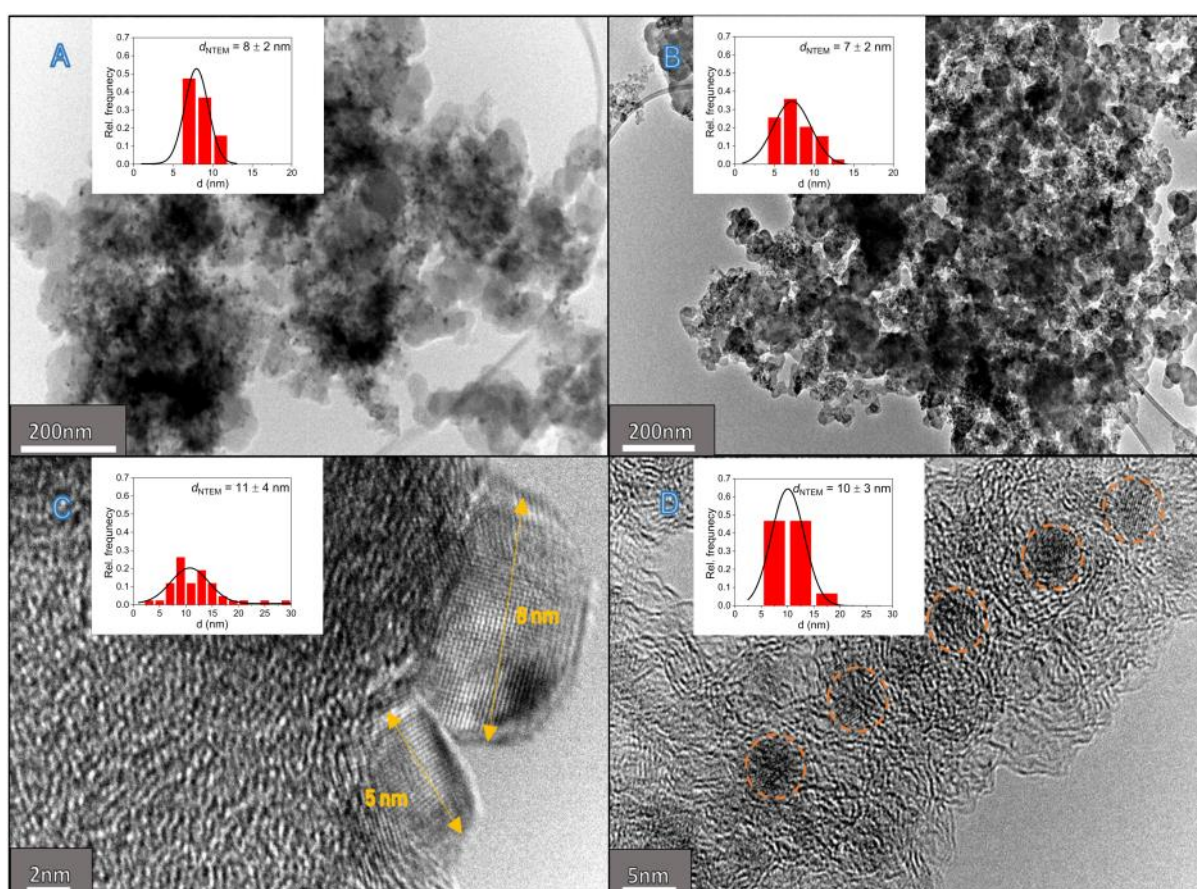 A
d_NTEM = 8 ± 2 nm
Rel. frequnecy
0.7
0.6
0.5
0.4
0.3
0.2
0.1
0.0
0 5 10 15 20
d (nm)
200nm
B
d_NTEM = 7 ± 2 nm
Rel. frequnecy
0.7
0.6
0.5
0.4
0.3
0.2
0.1
0.0
0 5 10 15 20
d (nm)
200nm
C
d_NTEM = 11 ± 4 nm
Rel. frequnecy
0.7
0.6
0.5
0.4
0.3
0.2
0.1
0.0
0 5 10 15 20 25 30
d (nm)
8 nm
5 nm
2nm
D
d_NTEM = 10 ± 3 nm
Rel. frequnecy
0.7
0.6
0.5
0.4
0.3
0.2
0.1
0.0
0 5 10 15 20 25 30
d (nm)
5nm